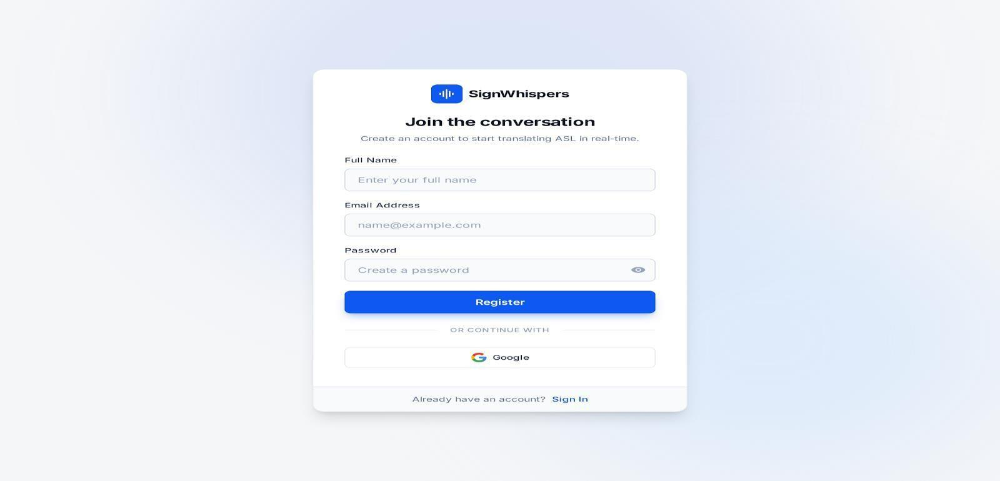 SignWhispers
Join the conversation
Create an account to start translating ASL in real-time.
Full Name
Enter your full name
Email Address
name@example.com
Password
Create a password
Register
OR CONTINUE WITH
Google
Already have an account? Sign In